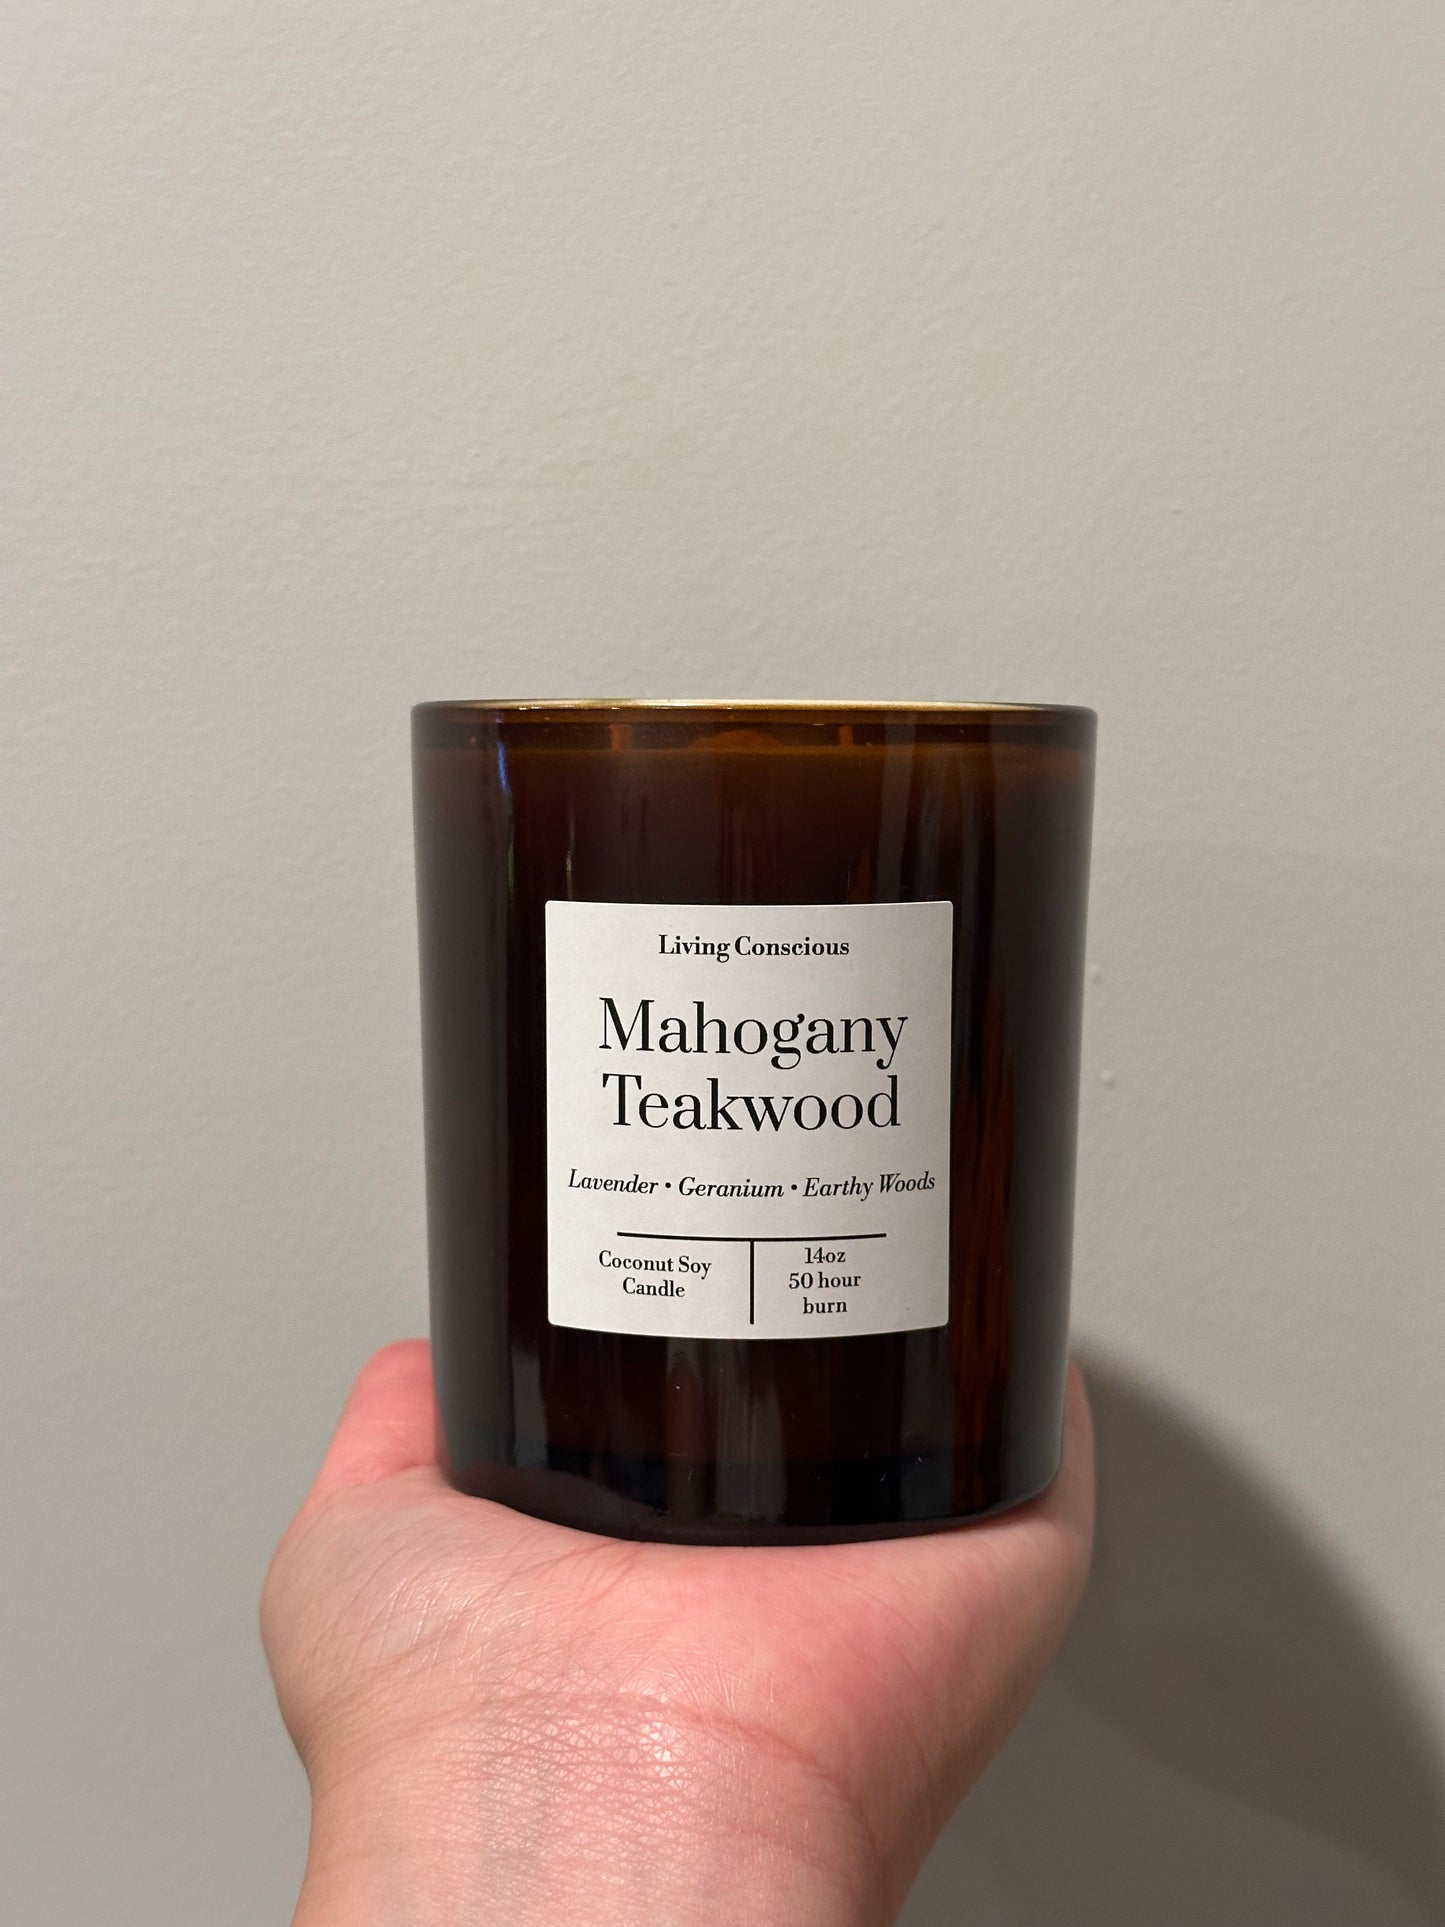 Living Conscious
Mahogany
Teakwood
Lavender • Geranium • Earthy Woods
Coconut Soy
Candle
14oz
50 hour
burn